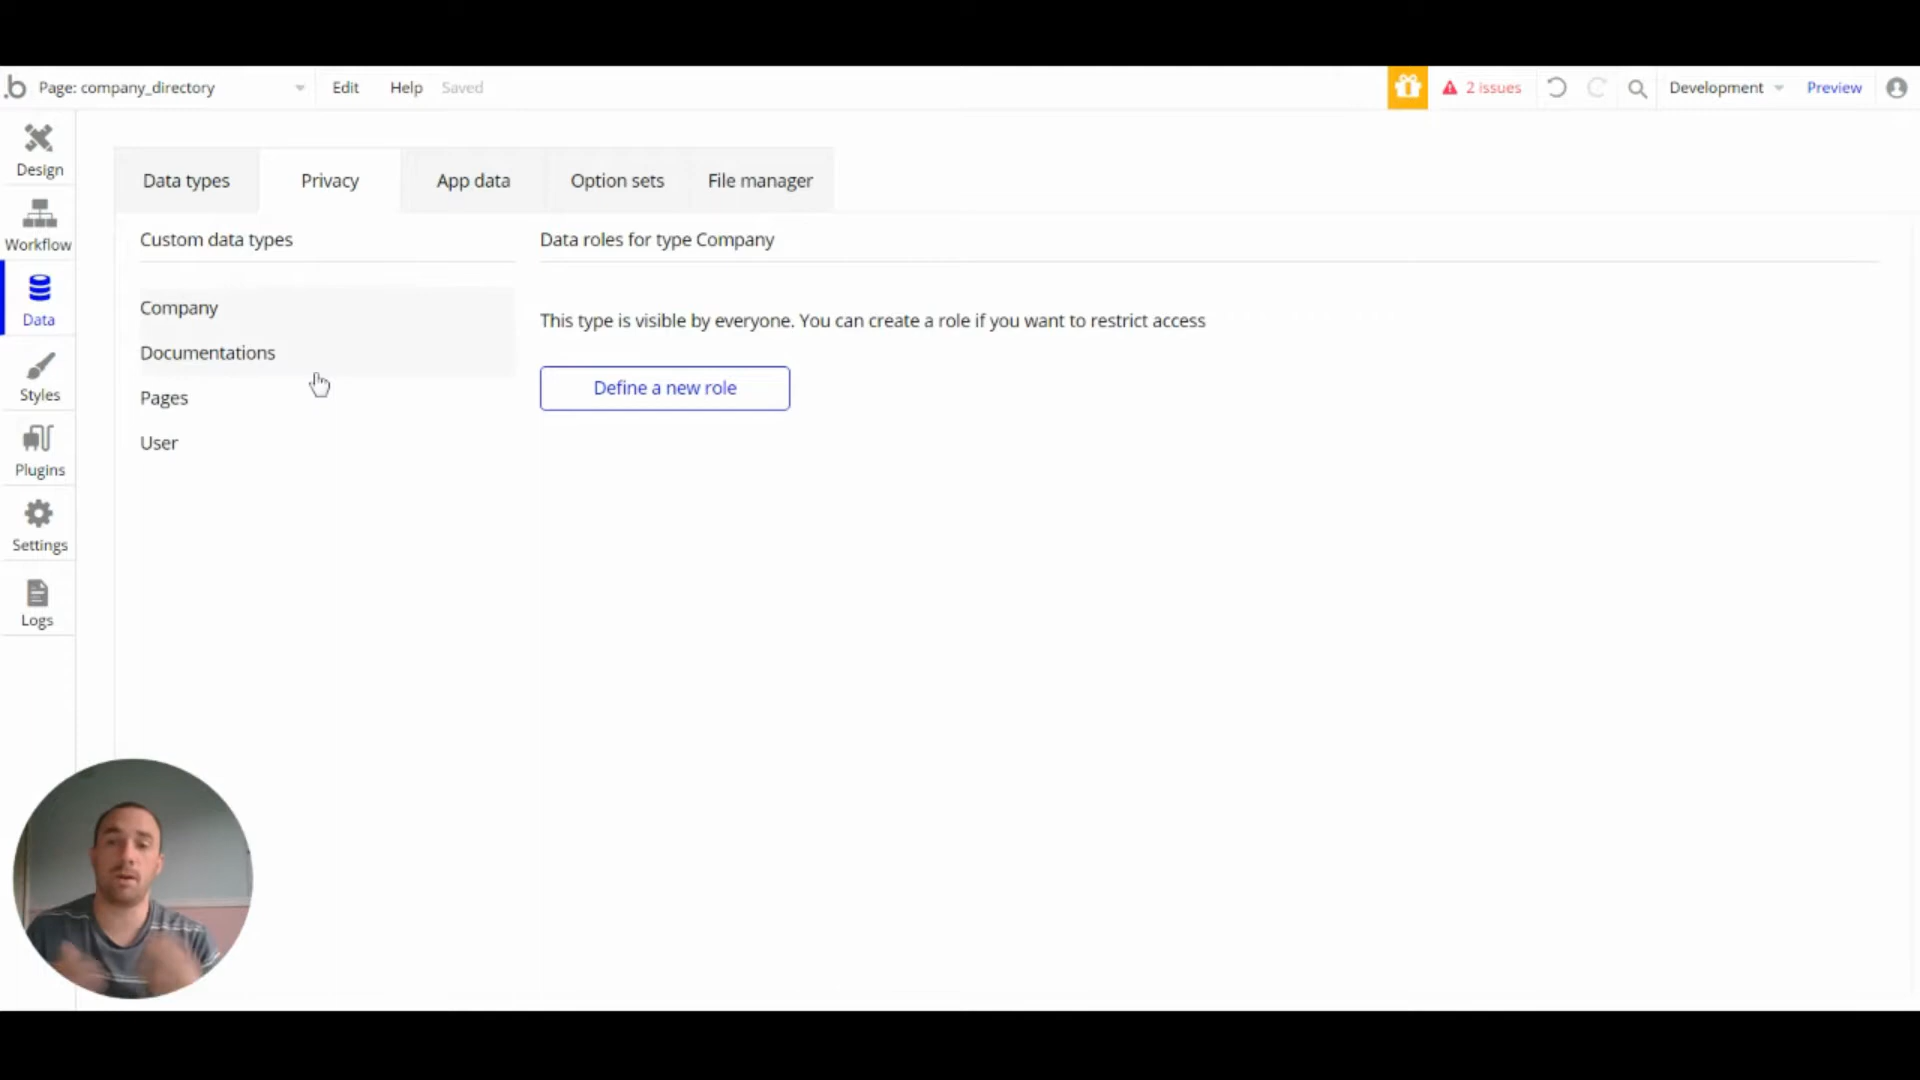 .b Page: company_directory Edit Help Saved 2 issues Development Preview
Design
Workflow
Data
Styles
Plugins
Settings
Logs
Data types Privacy App data Option sets File manager
Custom data types
Company
Documentations
Pages
User
Data roles for type Company
This type is visible by everyone. You can create a role if you want to restrict access
Define a new role